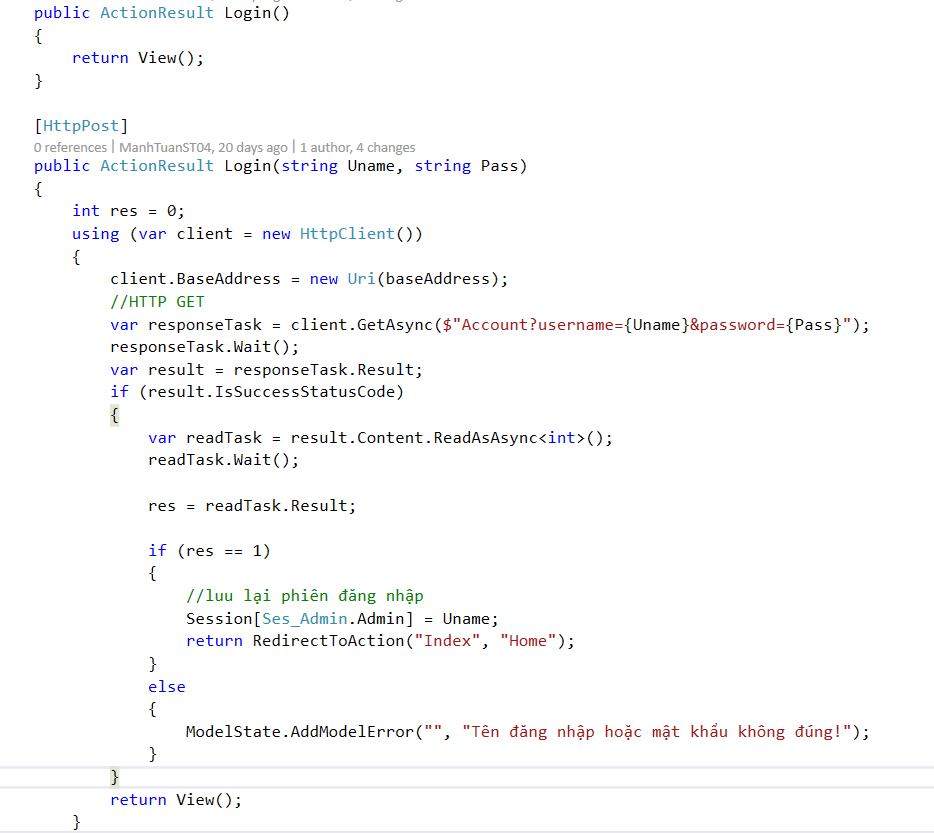 public ActionResult Login()
{
return View();
}
[HttpPost]
0 references | ManhTuanST04, 20 days ago | 1 author, 4 changes
public ActionResult Login(string Uname, string Pass)
{
int res = 0;
using (var client = new HttpClient())
{
client.BaseAddress = new Uri(baseAddress);
//HTTP GET
var responseTask = client.GetAsync($"Account?username={Uname}&password={Pass}");
responseTask.Wait();
var result = responseTask.Result;
if (result.IsSuccessStatusCode)
{
var readTask = result.Content.ReadAsAsync<int>();
readTask.Wait();
res = readTask.Result;
if (res == 1)
{
//luu lại phiên đăng nhập
Session[Ses_Admin.Admin] = Uname;
return RedirectToAction("Index", "Home");
}
else
{
ModelState.AddModelError("", "Tên đăng nhập hoặc mật khẩu không đúng!");
}
}
return View();
}